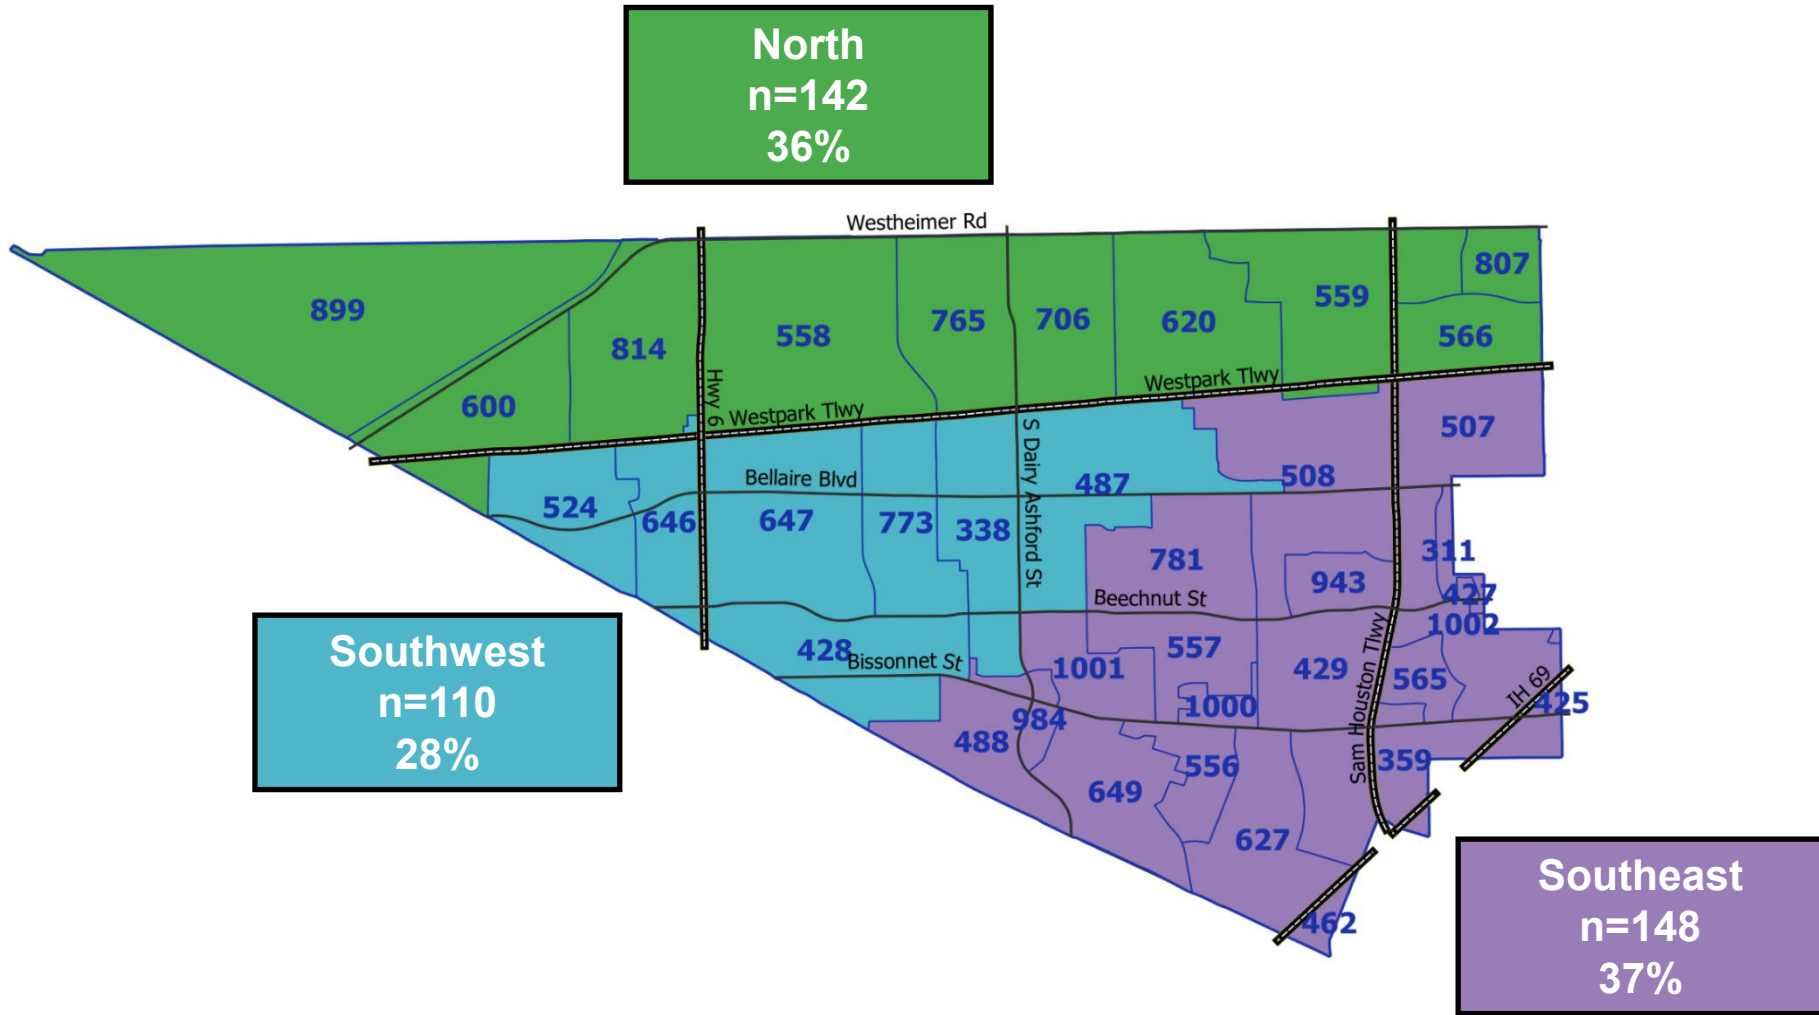 North
n=142
36%
Westheimer Rd
807
899
559
765
706
620
558
566
814
Hwy 6
Westpark Tlwy
600
Westpark Tlwy
507
S Dairy Ashford St
Bellaire Blvd
508
487
524
646
647
773
338
311
781
943
427
Beechnut St
1002
Southwest
n=110
28%
428
Bissonnet St
557
1001
429
Sam Houston Tlwy
565
IH 69
425
1000
984
488
359
556
649
627
462
Southeast
n=148
37%